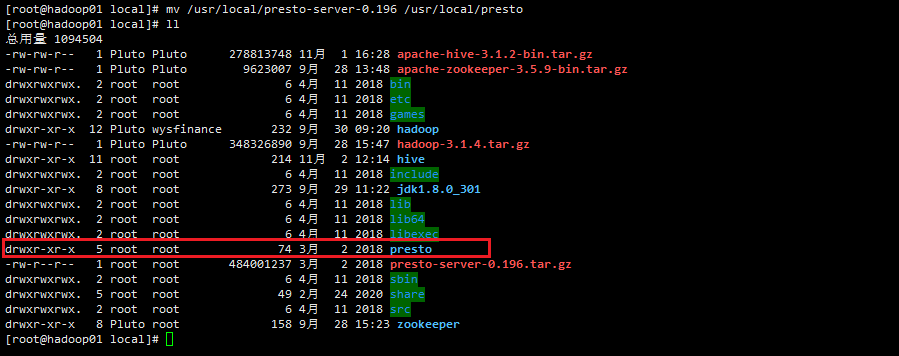 [root@hadoop01 local]# mv /usr/local/presto-server-0.196 /usr/local/presto
[root@hadoop01 local]# ll
总用量 1094504
-rw-rw-r-- 1 Pluto Pluto 278813748 11月 1 16:28 apache-hive-3.1.2-bin.tar.gz
-rw-rw-r-- 1 Pluto Pluto 9623007 9月 28 13:48 apache-zookeeper-3.5.9-bin.tar.gz
drwxrwxrwx. 2 root root 6 4月 11 2018 bin
drwxrwxrwx. 2 root root 6 4月 11 2018 etc
drwxrwxrwx. 2 root root 6 4月 11 2018 games
drwxr-xr-x 12 Pluto wysfinance 232 9月 30 09:20 hadoop
-rw-rw-r-- 1 Pluto Pluto 348326890 9月 28 15:47 hadoop-3.1.4.tar.gz
drwxr-xr-x 11 root root 214 11月 2 12:14 hive
drwxrwxrwx. 2 root root 6 4月 11 2018 include
drwxr-xr-x 8 root root 273 9月 29 11:22 jdk1.8.0_301
drwxrwxrwx. 2 root root 6 4月 11 2018 lib
drwxrwxrwx. 2 root root 6 4月 11 2018 lib64
drwxrwxrwx. 2 root root 6 4月 11 2018 libexec
drwxr-xr-x 5 root root 74 3月 2 2018 presto
-rw-r--r-- 1 root root 484001237 3月 2 2018 presto-server-0.196.tar.gz
drwxrwxrwx. 2 root root 6 4月 11 2018 sbin
drwxrwxrwx. 5 root root 49 2月 24 2020 share
drwxrwxrwx. 2 root root 6 4月 11 2018 src
drwxr-xr-x 8 Pluto root 158 9月 28 15:23 zookeeper
[root@hadoop01 local]#